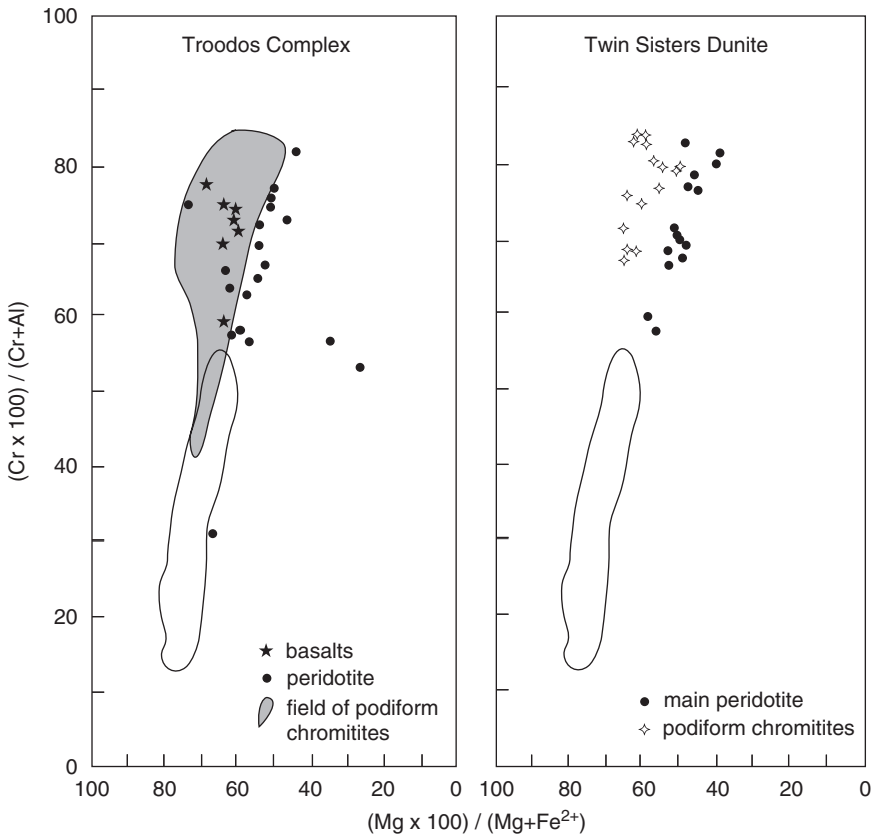 Troodos Complex
Twin Sisters Dunite
100
80
60
40
20
0
(Cr x 100) / (Cr+Al)
basalts
peridotite
field of podiform
chromitites
main peridotite
podiform chromitites
100 80 60 40 20 0
100 80 60 40 20 0
(Mg x 100) / (Mg+Fe²⁺)